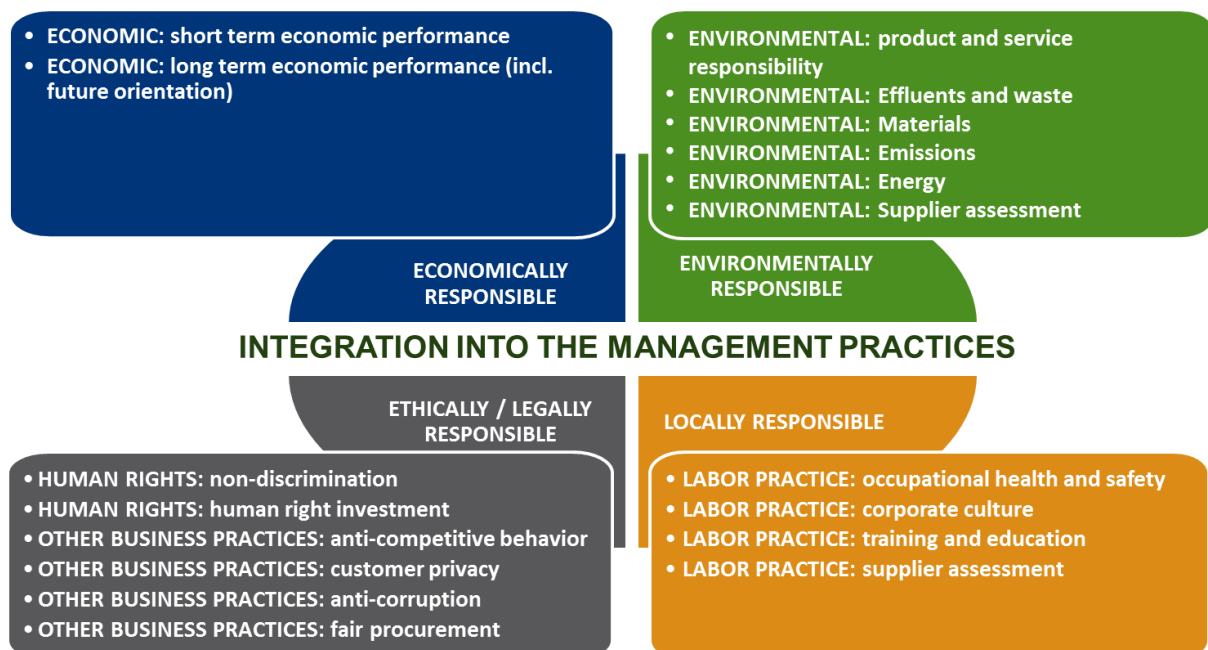 • ECONOMIC: short term economic performance
• ECONOMIC: long term economic performance (incl.
future orientation)
• ENVIRONMENTAL: product and service
responsibility
• ENVIRONMENTAL: Effluents and waste
• ENVIRONMENTAL: Materials
• ENVIRONMENTAL: Emissions
• ENVIRONMENTAL: Energy
• ENVIRONMENTAL: Supplier assessment
ECONOMICALLY
RESPONSIBLE
ENVIRONMENTALLY
RESPONSIBLE
INTEGRATION INTO THE MANAGEMENT PRACTICES
ETHICALLY / LEGALLY
RESPONSIBLE
LOCALLY RESPONSIBLE
• HUMAN RIGHTS: non-discrimination
• HUMAN RIGHTS: human right investment
• OTHER BUSINESS PRACTICES: anti-competitive behavior
• OTHER BUSINESS PRACTICES: customer privacy
• OTHER BUSINESS PRACTICES: anti-corruption
• OTHER BUSINESS PRACTICES: fair procurement
• LABOR PRACTICE: occupational health and safety
• LABOR PRACTICE: corporate culture
• LABOR PRACTICE: training and education
• LABOR PRACTICE: supplier assessment